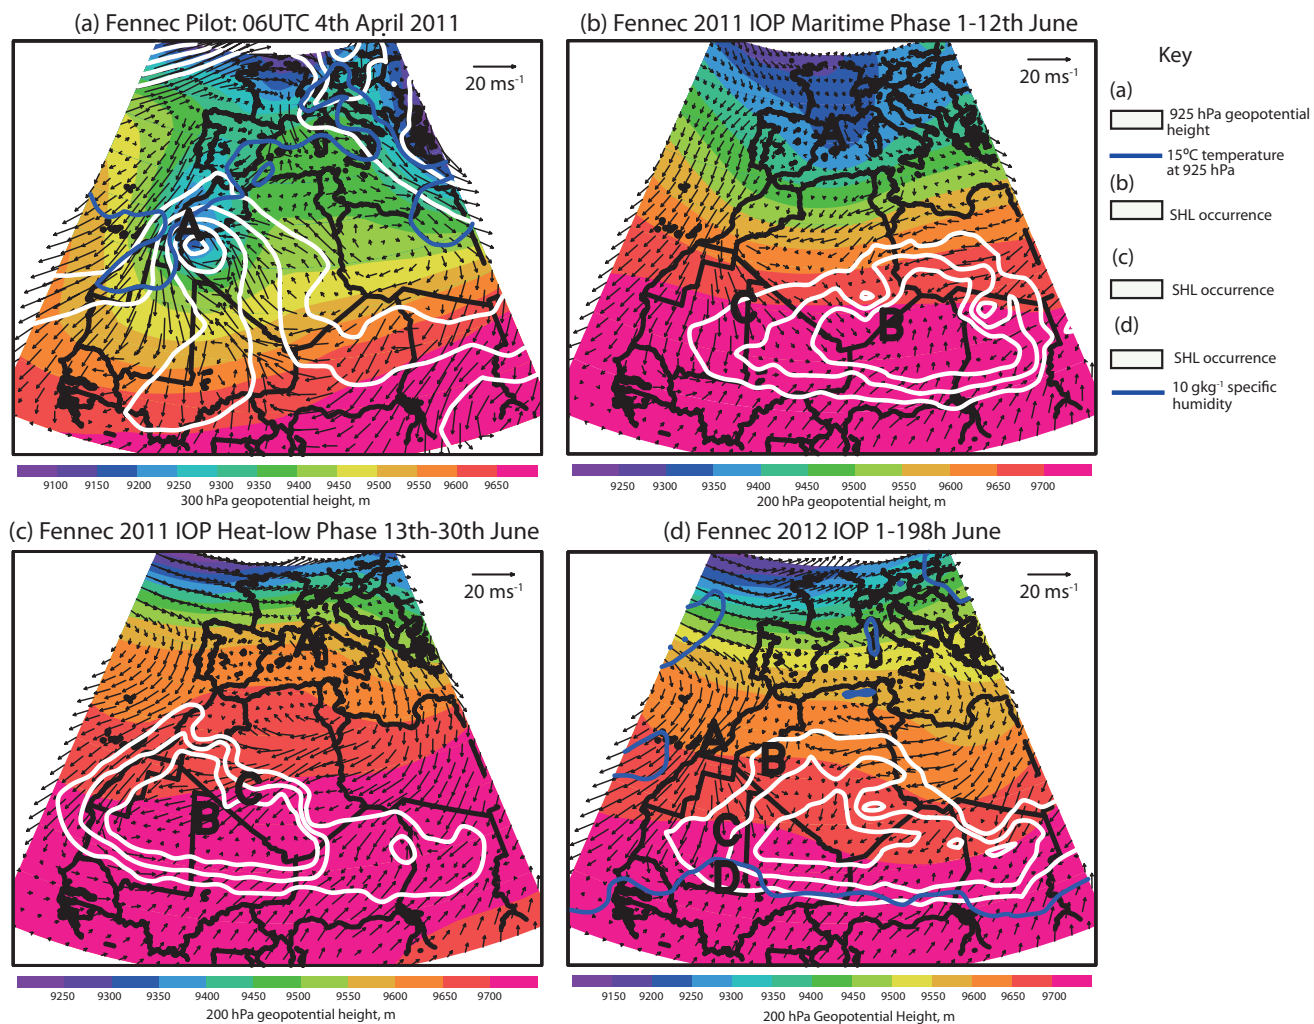 (a) Fennec Pilot: 06UTC 4th April 2011
(b) Fennec 2011 IOP Maritime Phase 1-12th June
20 ms⁻¹
20 ms⁻¹
A
A
C
B
9100 9150 9200 9250 9300 9350 9400 9450 9500 9550 9600 9650
300 hPa geopotential height, m
9250 9300 9350 9400 9450 9500 9550 9600 9650 9700
200 hPa geopotential height, m
Key
(a)
925 hPa geopotential
height
15°C temperature
at 925 hPa
(b)
SHL occurrence
(c)
SHL occurrence
(d)
SHL occurrence
10 gkg⁻¹ specific
humidity
(c) Fennec 2011 IOP Heat-low Phase 13th-30th June
(d) Fennec 2012 IOP 1-198h June
20 ms⁻¹
20 ms⁻¹
A
C
B
A
B
C
D
9250 9300 9350 9400 9450 9500 9550 9600 9650 9700
200 hPa geopotential height, m
9150 9200 9250 9300 9350 9400 9450 9500 9550 9600 9650 9700
200 hPa Geopotential Height, m